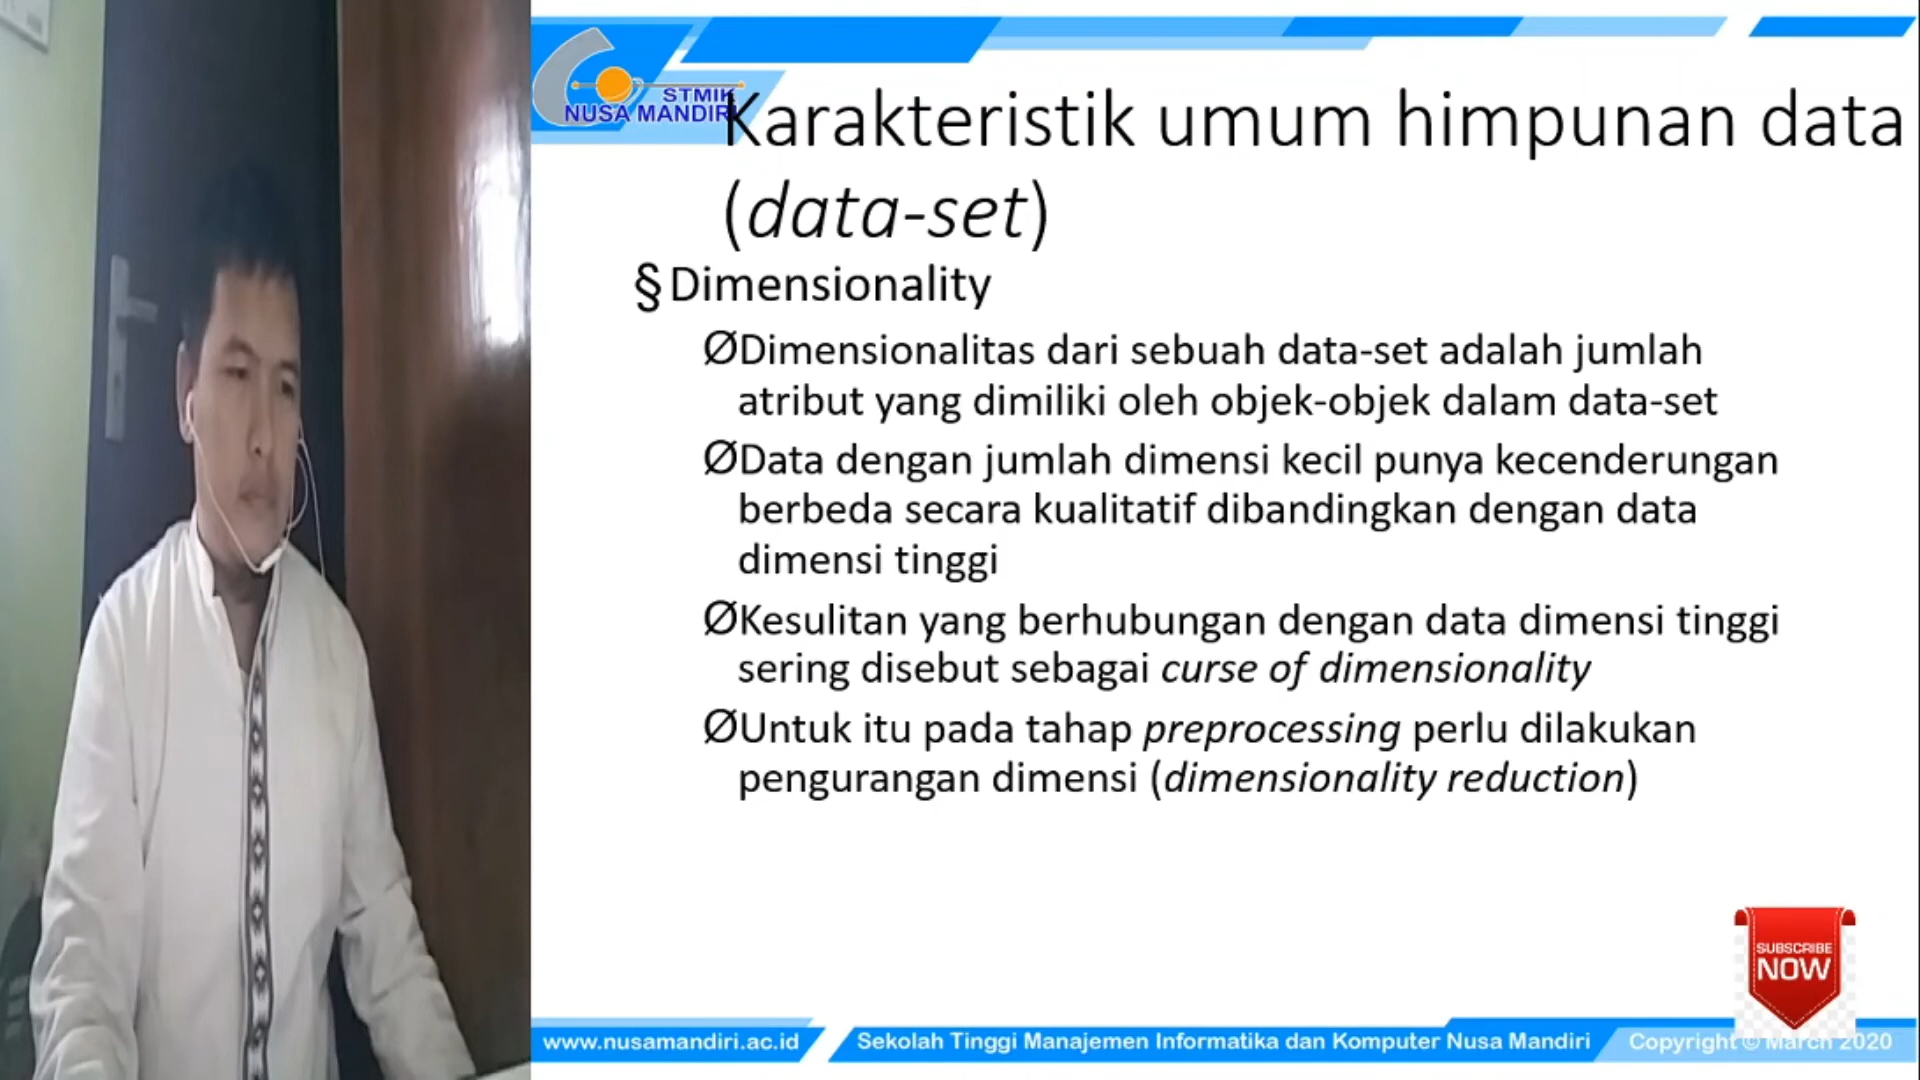 STMIK
NUSA MANDIRI
Karakteristik umum himpunan data
(data-set)
§Dimensionality
ØDimensionalitas dari sebuah data-set adalah jumlah
atribut yang dimiliki oleh objek-objek dalam data-set
ØData dengan jumlah dimensi kecil punya kecenderungan
berbeda secara kualitatif dibandingkan dengan data
dimensi tinggi
ØKesulitan yang berhubungan dengan data dimensi tinggi
sering disebut sebagai curse of dimensionality
ØUntuk itu pada tahap preprocessing perlu dilakukan
pengurangan dimensi (dimensionality reduction)
SUBSCRIBE
NOW
www.nusamandiri.ac.id
Sekolah Tinggi Manajemen Informatika dan Komputer Nusa Mandiri
Copyright © March 2020